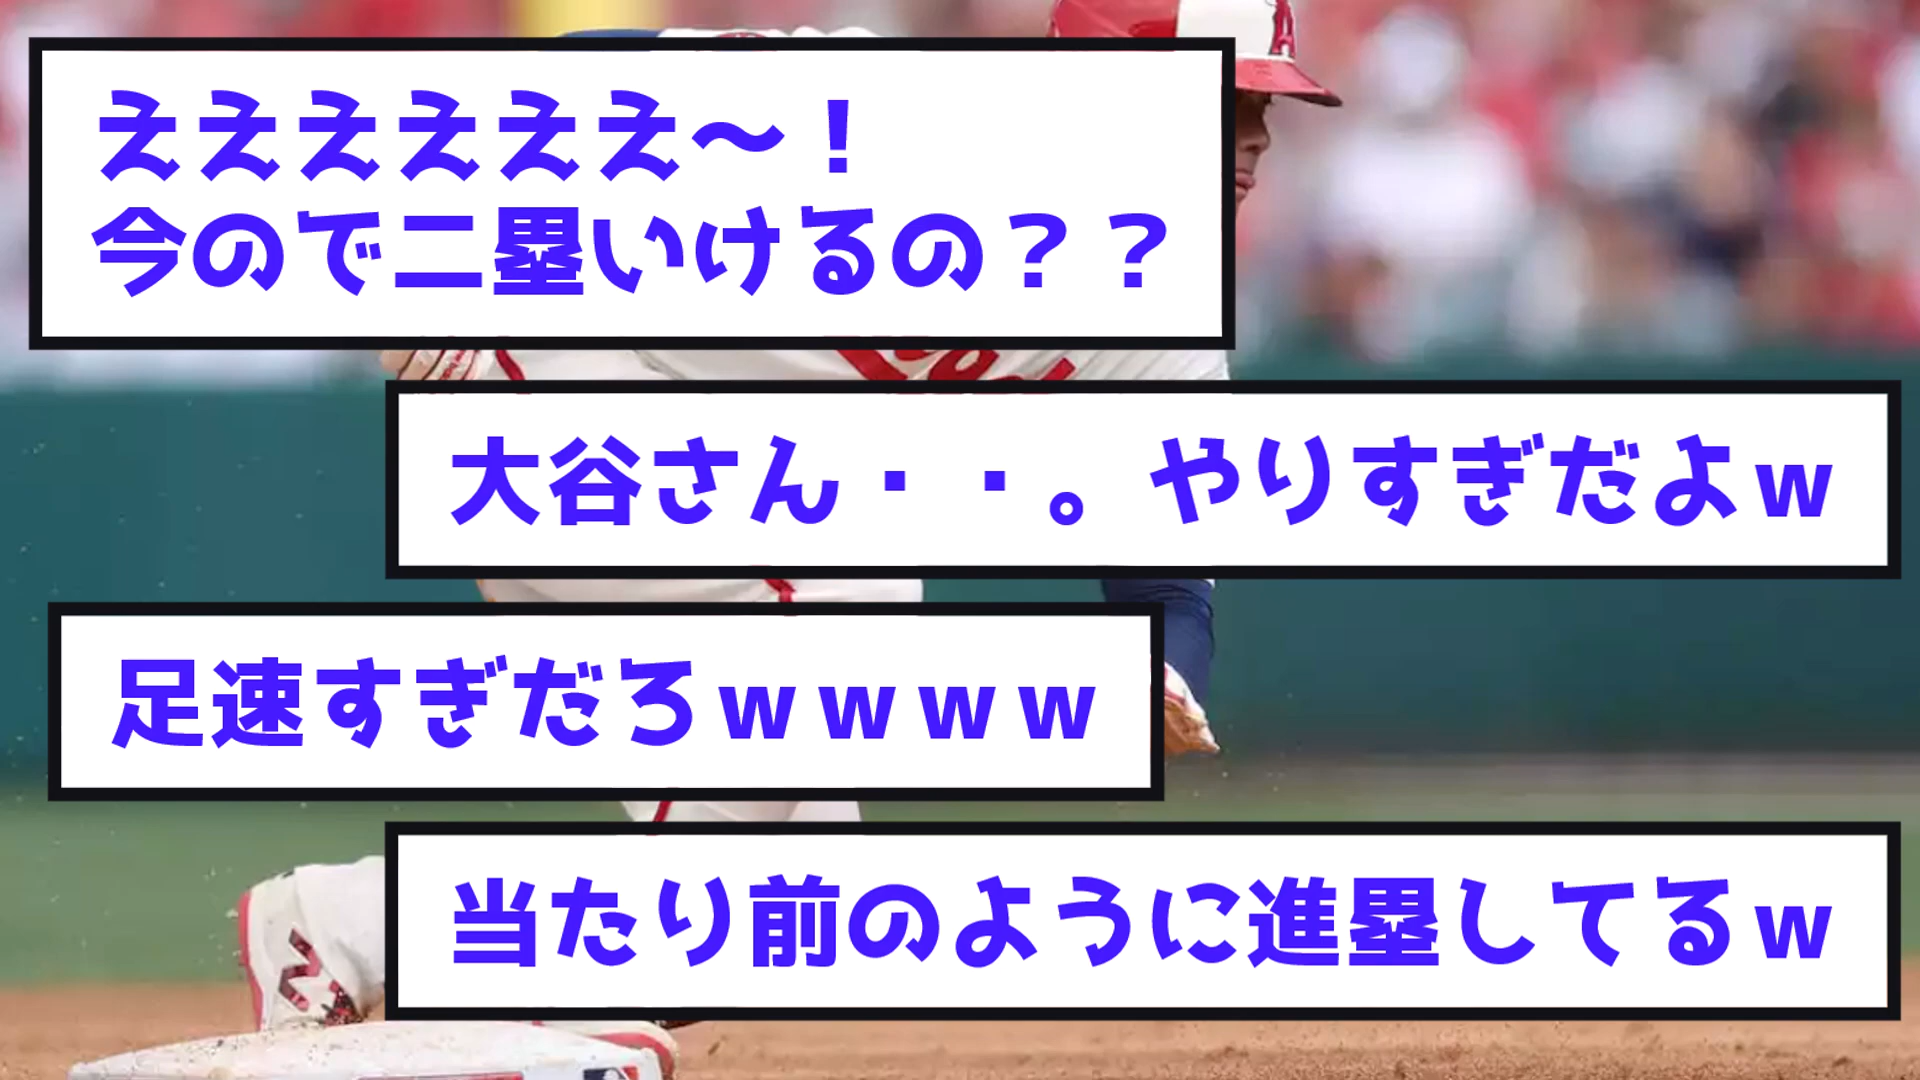 ええええええ～！
今ので二塁いけるの？？
大谷さん・・。やりすぎだよｗ
足速すぎだろｗｗｗｗ
当たり前のように進塁してるｗ